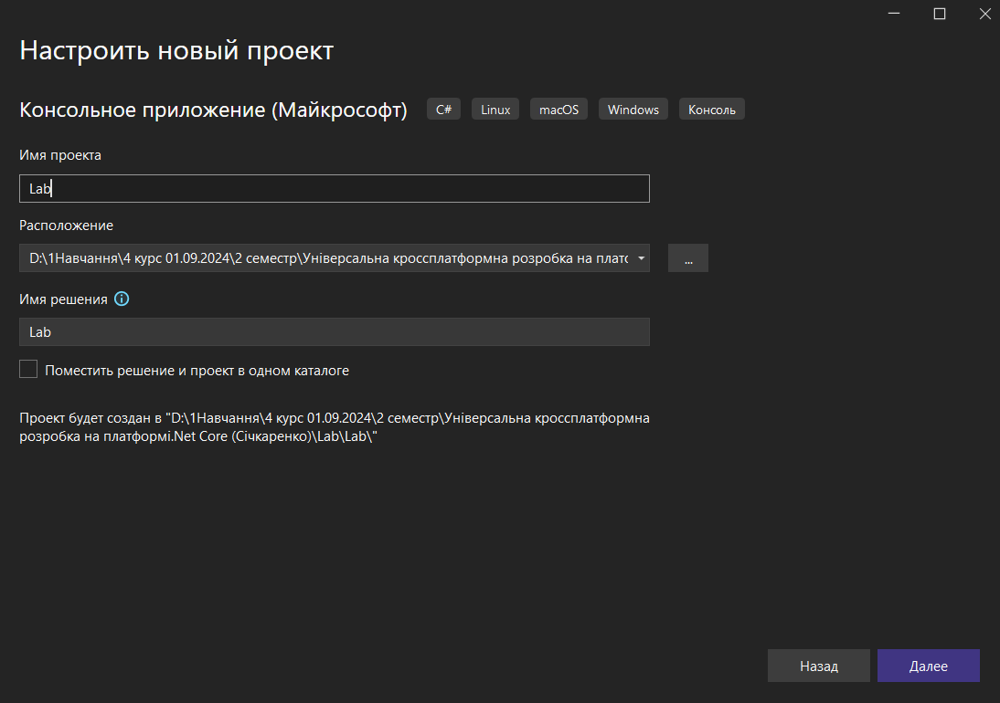 Настроить новый проект
Консольное приложение (Майкрософт) C# Linux macOS Windows Консоль
Имя проекта
Lab
Расположение
D:\1Навчання\4 курс 01.09.2024\2 семестр\Універсальна кроссплатформна розробка на плато
...
Имя решения
Lab
Поместить решение и проект в одном каталоге
Проект будет создан в "D:\1Навчання\4 курс 01.09.2024\2 семестр\Універсальна кроссплатформна
розробка на платформі.Net Core (Січкаренко)\Lab\Lab\"
Назад Далее